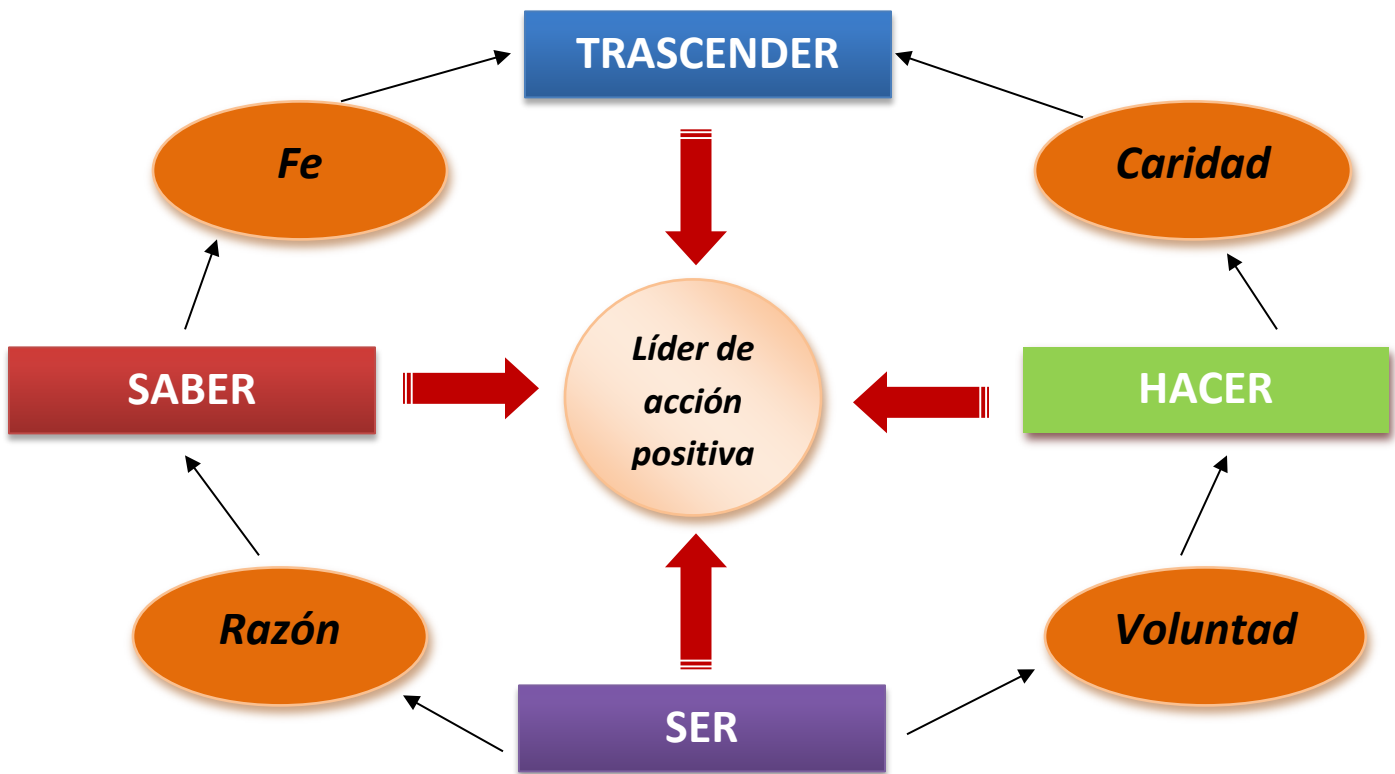 TRASCENDER
Fe
Caridad
Líder de
acción
positiva
SABER
HACER
Razón
Voluntad
SER